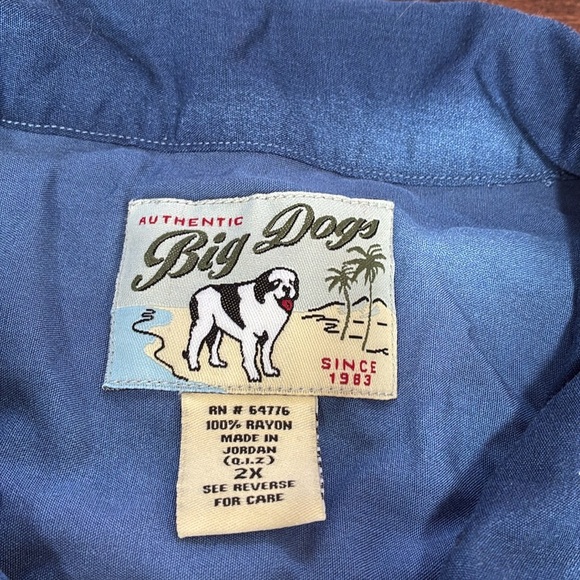 AUTHENTIC
Big Dogs
SINCE
1983
RN # 64776
100% RAYON
MADE IN
JORDAN
(Q.I.Z)
2X
SEE REVERSE
FOR CARE